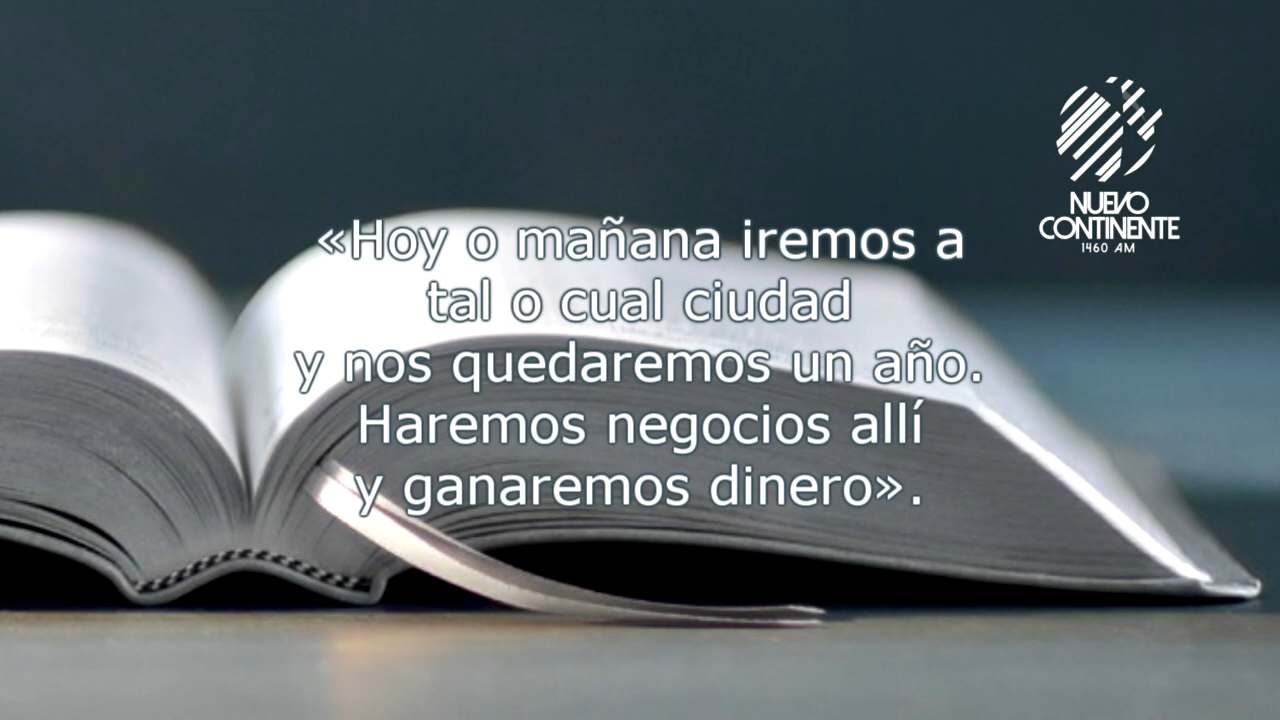 NUEVO
CONTINENTE
1460 AM
«Hoy o mañana iremos a
tal o cual ciudad
y nos quedaremos un año.
Haremos negocios allí
y ganaremos dinero».